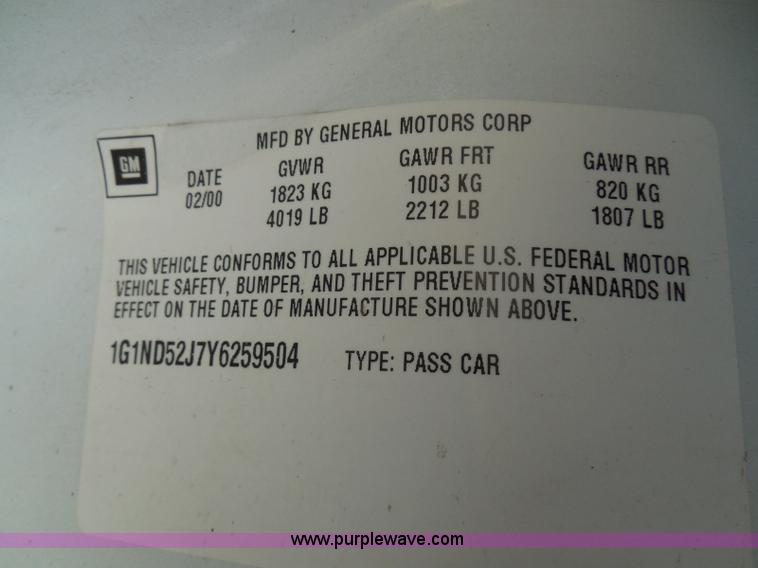 MFD BY GENERAL MOTORS CORP
GM
DATE GVWR GAWR FRT GAWR RR
02/00 1823 KG 1003 KG 820 KG
4019 LB 2212 LB 1807 LB
THIS VEHICLE CONFORMS TO ALL APPLICABLE U.S. FEDERAL MOTOR
VEHICLE SAFETY, BUMPER, AND THEFT PREVENTION STANDARDS IN
EFFECT ON THE DATE OF MANUFACTURE SHOWN ABOVE.
1G1ND52J7Y6259504 TYPE: PASS CAR
www.purplewave.com